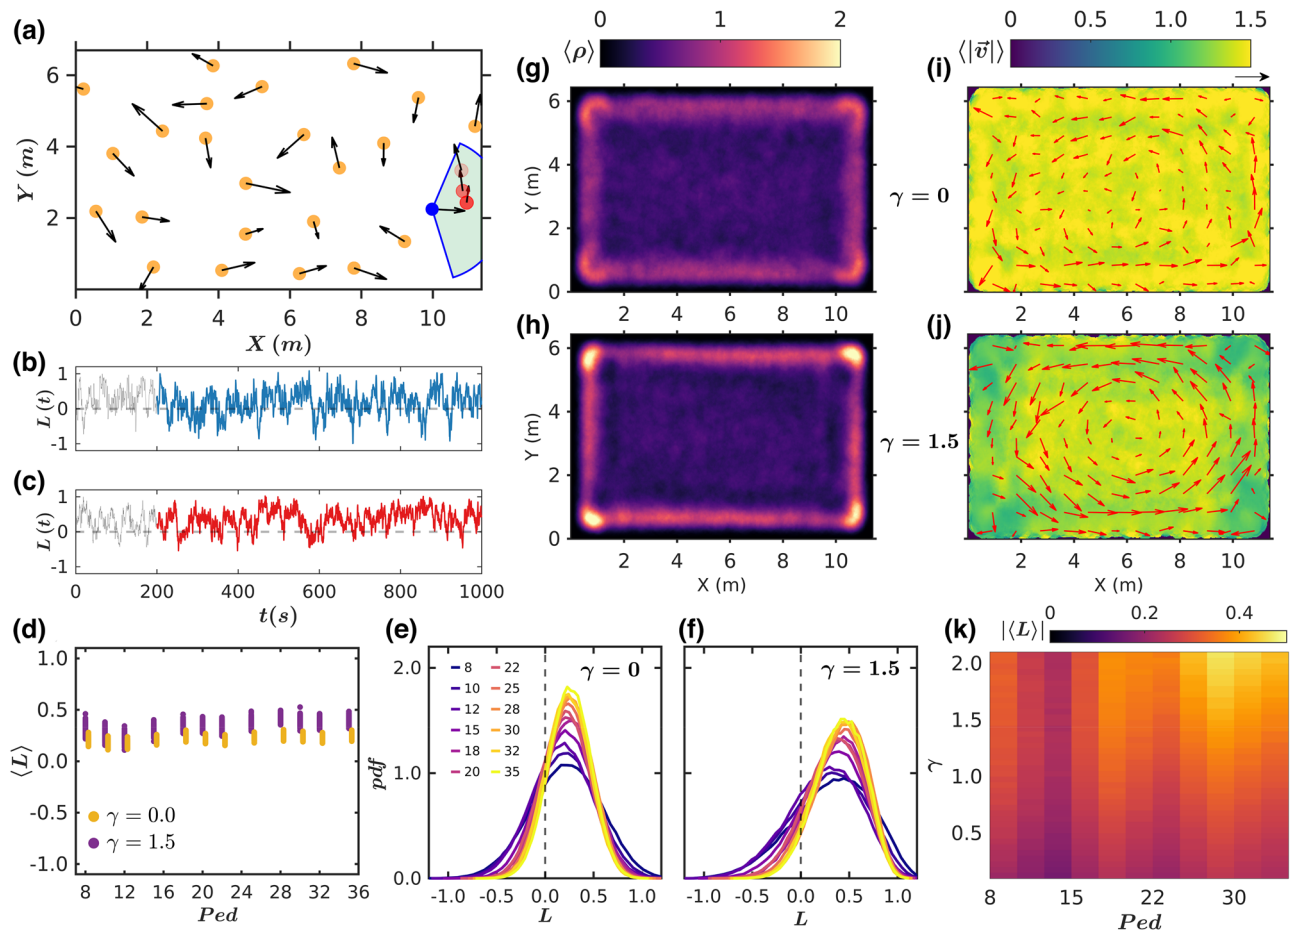 (a)
6
4
2
Y (m)
0 2 4 6 8 10
X (m)
(b)
1
0
-1
L (t)
(c)
1
0
-1
L (t)
0 200 400 600 800 1000
t(s)
(d)
1.0
0.5
0.0
-0.5
-1.0
⟨L⟩
γ = 0.0
γ = 1.5
8 12 16 20 24 28 32 36
Ped
(e)
γ = 0
8 22
10 25
12 28
15 30
18 32
20 35
2.0
1.0
0.0
pdf
-1.0 -0.5 0.0 0.5 1.0
L
(f)
γ = 1.5
-1.0 -0.5 0.0 0.5 1.0
L
0 1 2
⟨ρ⟩
(g)
6
4
2
0
Y (m)
2 4 6 8 10
γ = 0
(h)
6
4
2
0
Y (m)
2 4 6 8 10
X (m)
γ = 1.5
0 0.5 1.0 1.5
⟨|v⃗|⟩
(i)
2 4 6 8 10
(j)
2 4 6 8 10
X (m)
(k)
0 0.2 0.4
|⟨L⟩|
2.0
1.5
1.0
0.5
γ
8 15 22 30
Ped